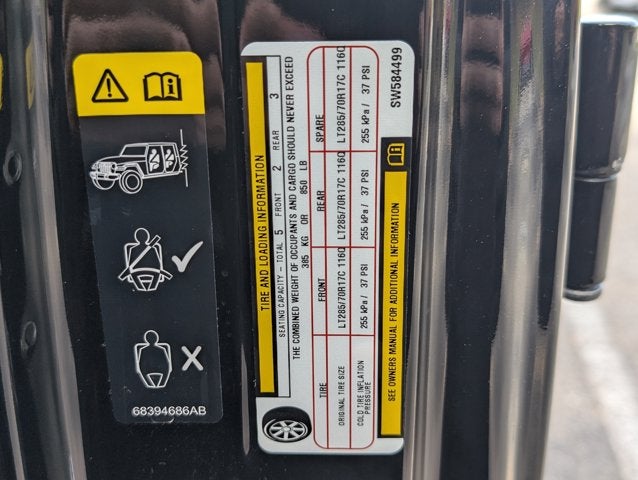 68394686AB
TIRE AND LOADING INFORMATION
SEATING CAPACITY - TOTAL 5 FRONT 2 REAR 3
THE COMBINED WEIGHT OF OCCUPANTS AND CARGO SHOULD NEVER EXCEED
385 KG OR 850 LB
TIRE FRONT REAR SPARE
ORIGINAL TIRE SIZE LT285/70R17C 116Q LT285/70R17C 116Q LT285/70R17C 116Q
COLD TIRE INFLATION PRESSURE 255 kPa / 37 PSI 255 kPa / 37 PSI 255 kPa / 37 PSI
SEE OWNERS MANUAL FOR ADDITIONAL INFORMATION
SW584499